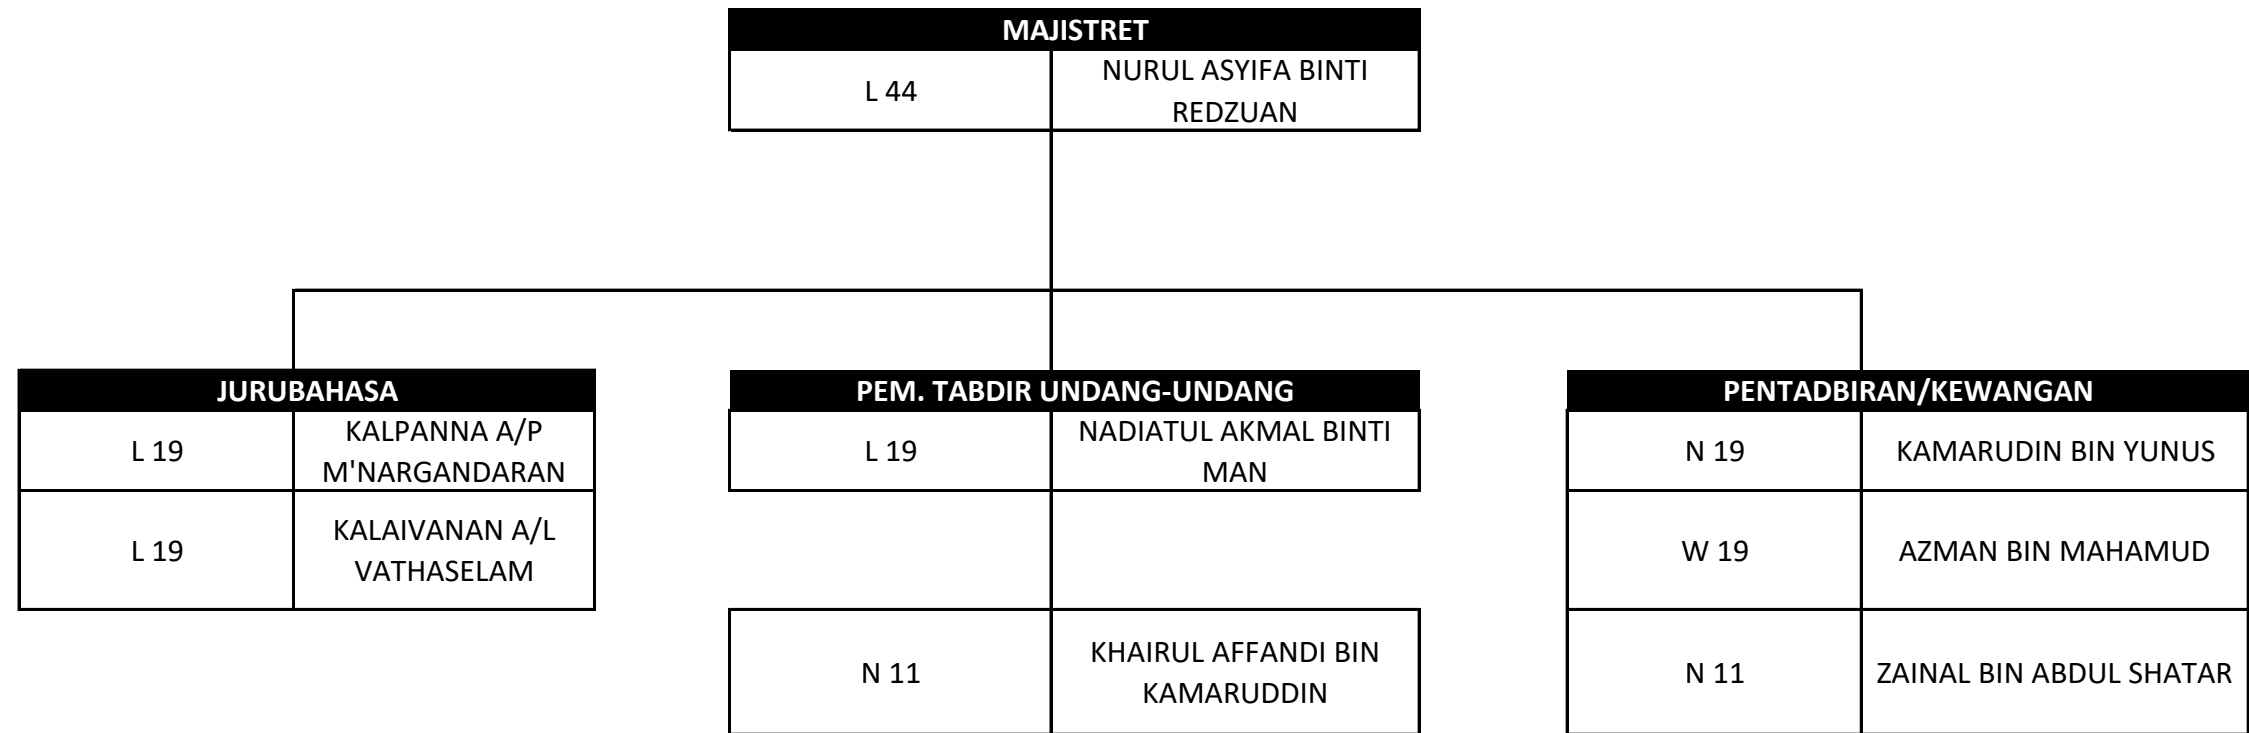 MAJISTRET
L 44
NURUL ASYIFA BINTI
REDZUAN
JURUBAHASA
L 19
KALPANNA A/P
M'NARGANDARAN
L 19
KALAIVANAN A/L
VATHASELAM
PEM. TABDIR UNDANG-UNDANG
L 19
NADIATUL AKMAL BINTI
MAN
N 11
KHAIRUL AFFANDI BIN
KAMARUDDIN
PENTADBIRAN/KEWANGAN
N 19
KAMARUDIN BIN YUNUS
W 19
AZMAN BIN MAHAMUD
N 11
ZAINAL BIN ABDUL SHATAR